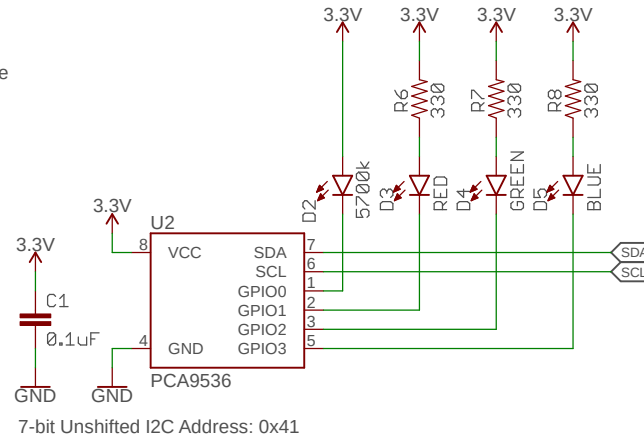 3.3V 3.3V 3.3V 3.3V
e
R6 330 R7 330 R8 330
D2 5700k D3 RED D4 GREEN D5 BLUE
3.3V U2
8 VCC SDA 7 SDA
3.3V SCL 6 SCL
GPIO0 1
C1 GPIO1 2
0.1uF GPIO2 3
4 GND GPIO3 5
GND GND PCA9536
7-bit Unshifted I2C Address: 0x41